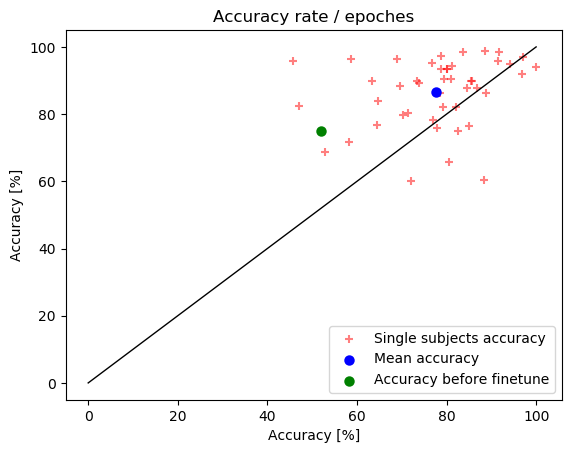 Accuracy rate / epoches
100
80
60
40
20
0
Accuracy [%]
Single subjects accuracy
Mean accuracy
Accuracy before finetune
0 20 40 60 80 100
Accuracy [%]